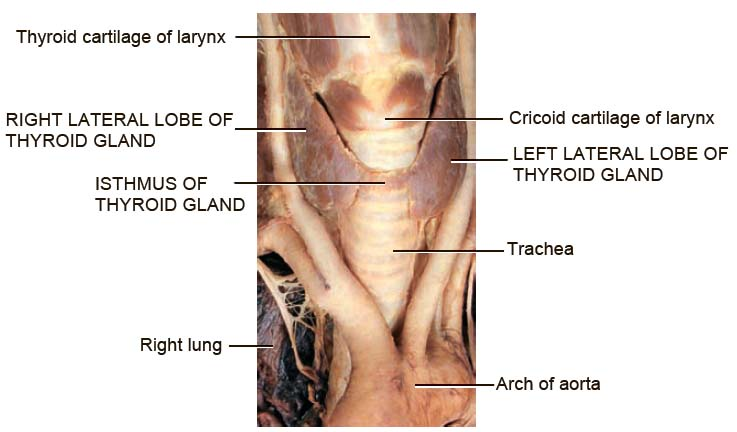 Thyroid cartilage of larynx
Cricoid cartilage of larynx
RIGHT LATERAL LOBE OF
THYROID GLAND
LEFT LATERAL LOBE OF
THYROID GLAND
ISTHMUS OF
THYROID GLAND
Trachea
Right lung
Arch of aorta